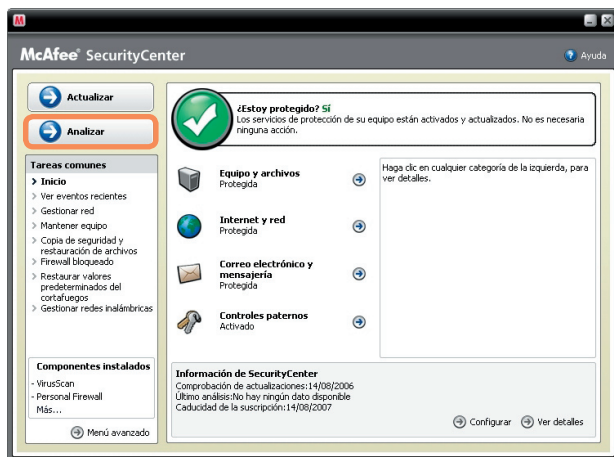 McAfee® SecurityCenter
Ayuda
Actualizar
Analizar
Tareas comunes
Inicio
Ver eventos recientes
Gestionar red
Mantener equipo
Copia de seguridad y
restauración de archivos
Firewall bloqueado
Restaurar valores
predeterminados del
cortafuegos
Gestionar redes inalámbricas
Componentes instalados
- VirusScan
- Personal Firewall
Más...
Menú avanzado
¿Estoy protegido? Sí
Los servicios de protección de su equipo están activados y actualizados. No es necesaria
ninguna acción.
Equipo y archivos
Protegida
Internet y red
Protegida
Correo electrónico y
mensajería
Protegida
Controles paternos
Activado
Haga clic en cualquier categoría de la izquierda, para
ver detalles.
Información de SecurityCenter
Comprobación de actualizaciones:14/08/2006
Último análisis:No hay ningún dato disponible
Caducidad de la suscripción:14/08/2007
Configurar
Ver detalles